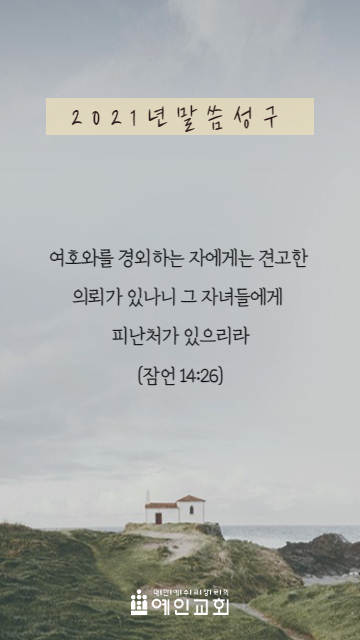 2021년말씀성구
여호와를 경외하는 자에게는 견고한
의뢰가 있나니 그 자녀들에게
피난처가 있으리라
(잠언 14:26)
예인교회